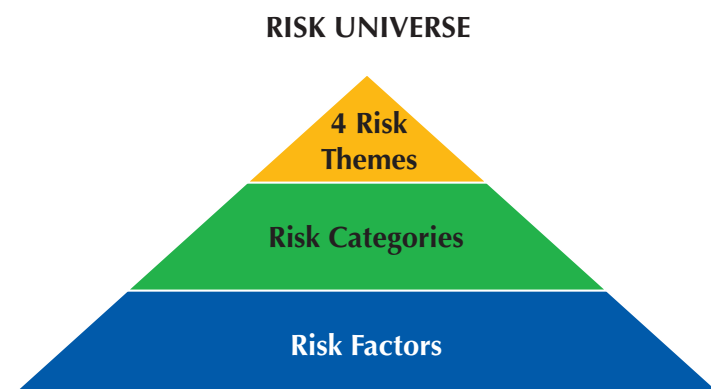 RISK UNIVERSE
4 Risk
Themes
Risk Categories
Risk Factors